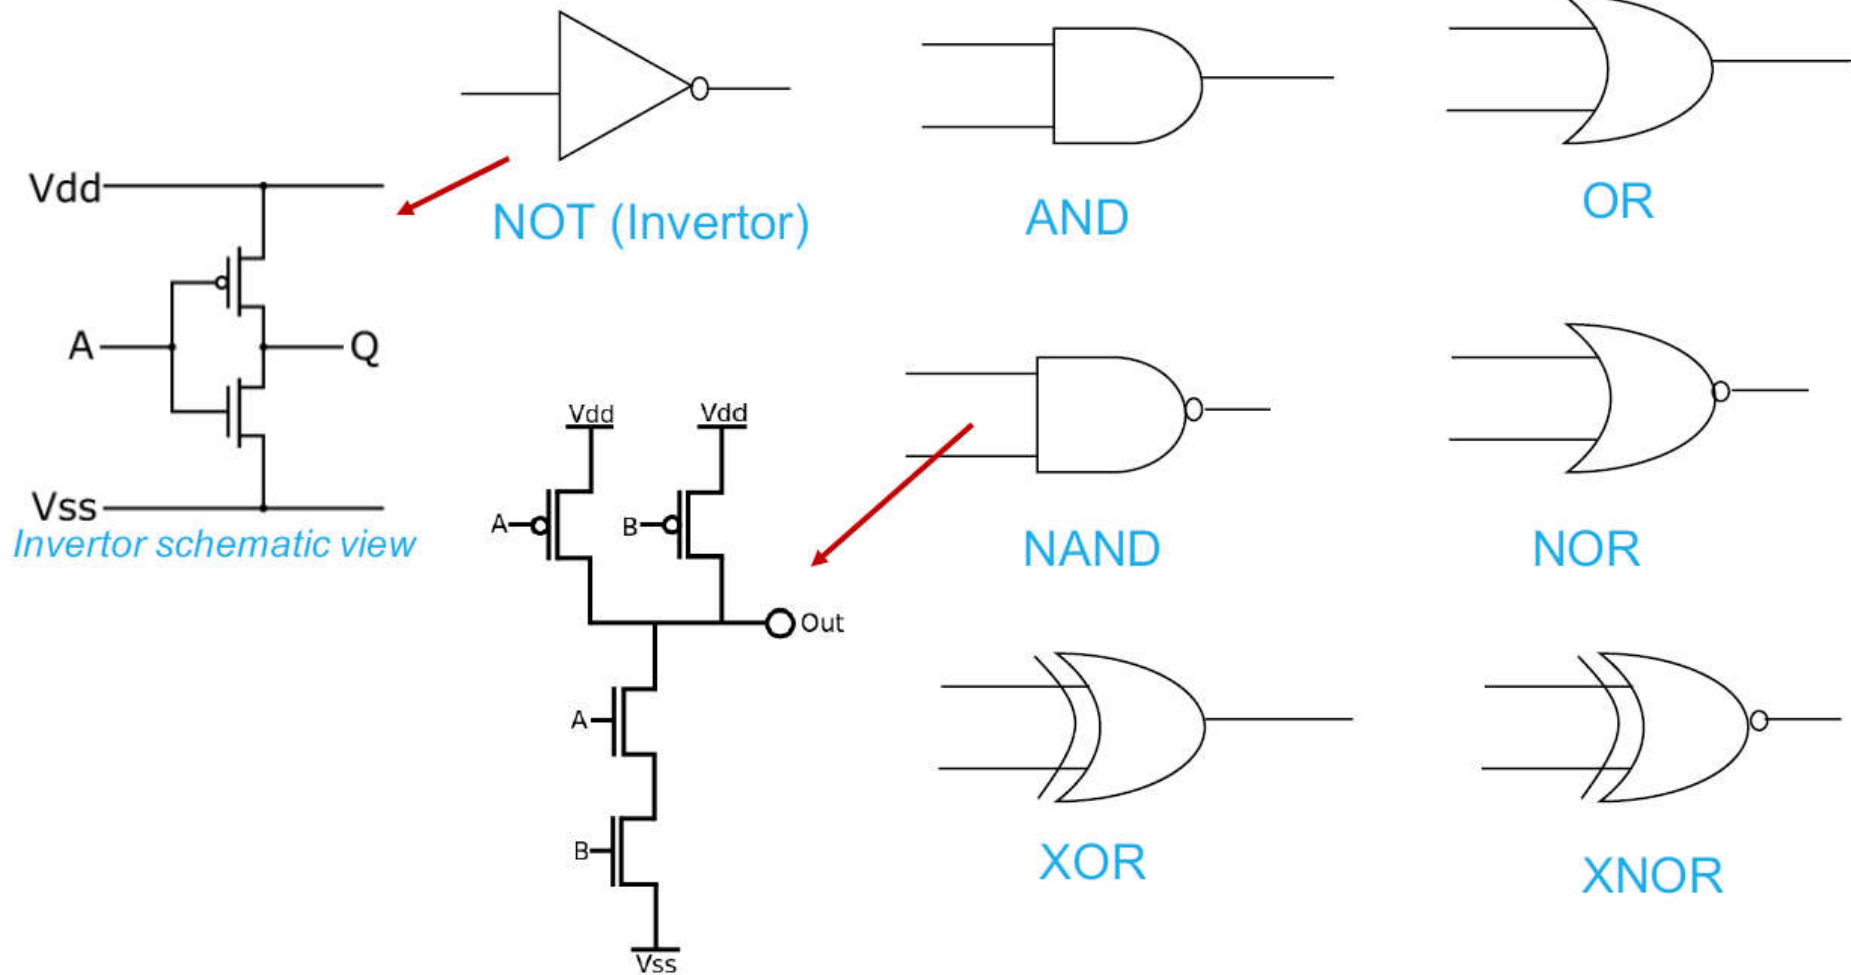 NOT (Invertor)
AND
OR
Vdd
A
Q
Vss
Invertor schematic view
Vdd
Vdd
A
B
Out
A
B
Vss
NAND
NOR
XOR
XNOR